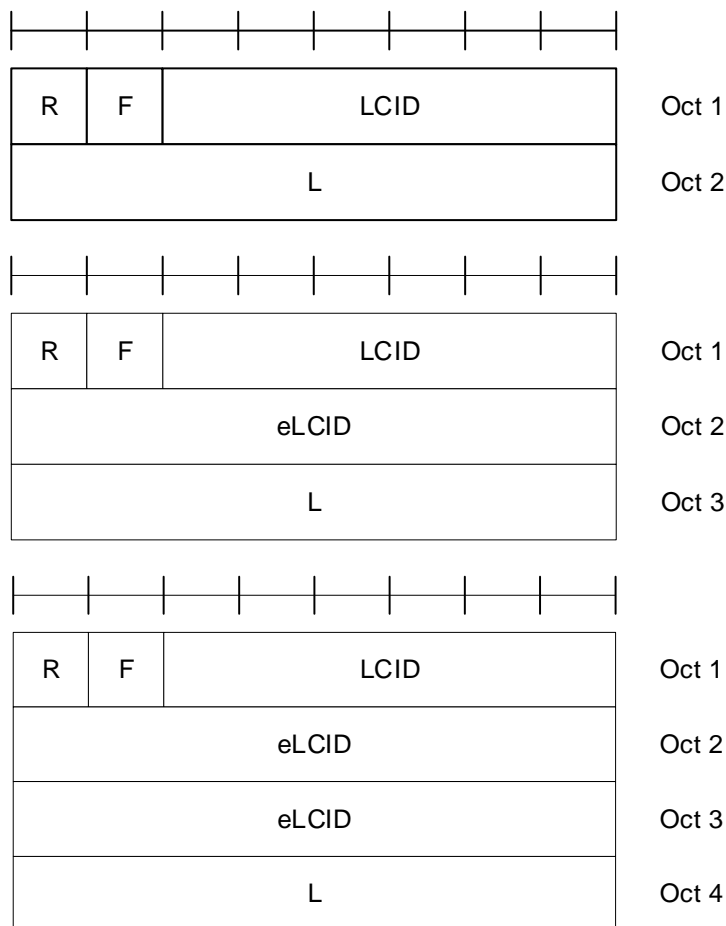 R F LCID Oct 1
L Oct 2
R F LCID Oct 1
eLCID Oct 2
L Oct 3
R F LCID Oct 1
eLCID Oct 2
eLCID Oct 3
L Oct 4